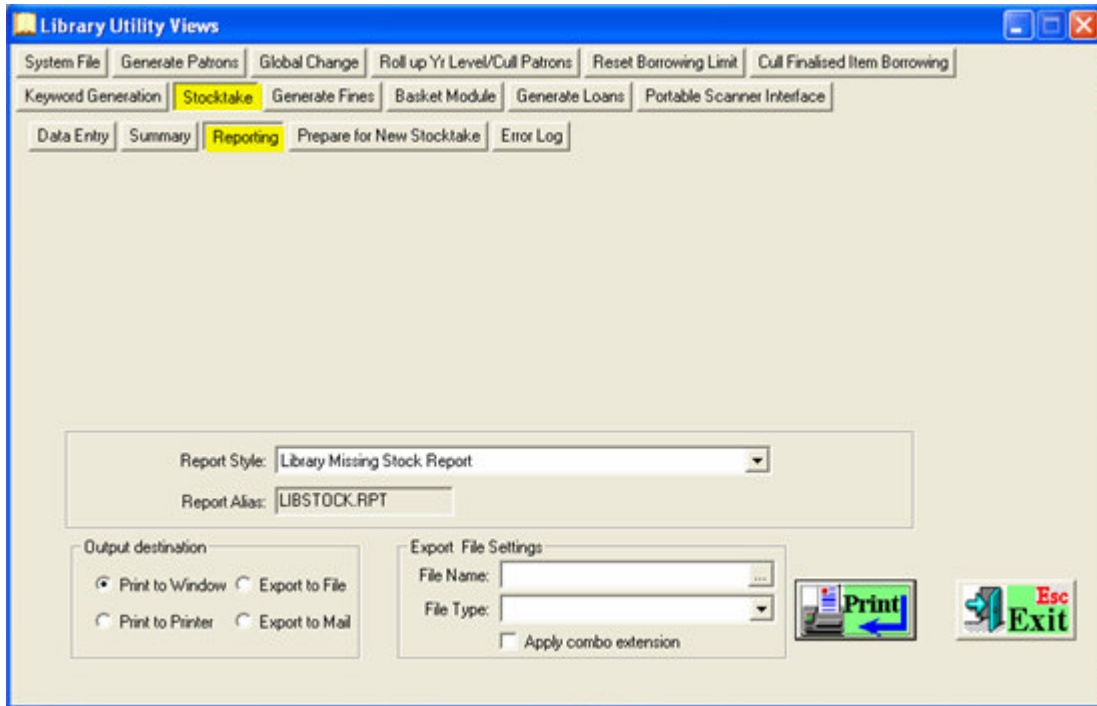 Library Utility Views
System File Generate Patrons Global Change Roll up Yr Level/Cull Patrons Reset Borrowing Limit Cull Finalised Item Borrowing
Keyword Generation Stocktake Generate Fines Basket Module Generate Loans Portable Scanner Interface
Data Entry Summary Reporting Prepare for New Stocktake Error Log
Report Style: Library Missing Stock Report
Report Alias: LIBSTOCK.RPT
Output destination
Print to Window Export to File
Print to Printer Export to Mail
Export File Settings
File Name: ...
File Type:
Apply combo extension
Print
Esc
Exit